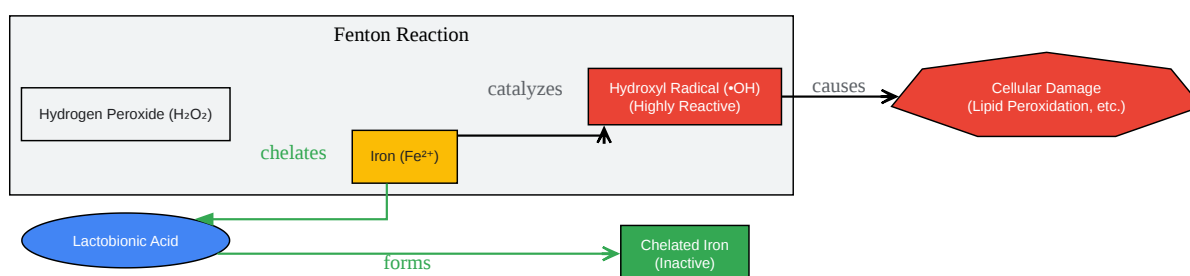 Fenton Reaction
Hydrogen Peroxide (H₂O₂)
catalyzes
Hydroxyl Radical (•OH)
(Highly Reactive)
causes
Cellular Damage
(Lipid Peroxidation, etc.)
chelates
Iron (Fe²⁺)
Lactobionic Acid
forms
Chelated Iron
(Inactive)